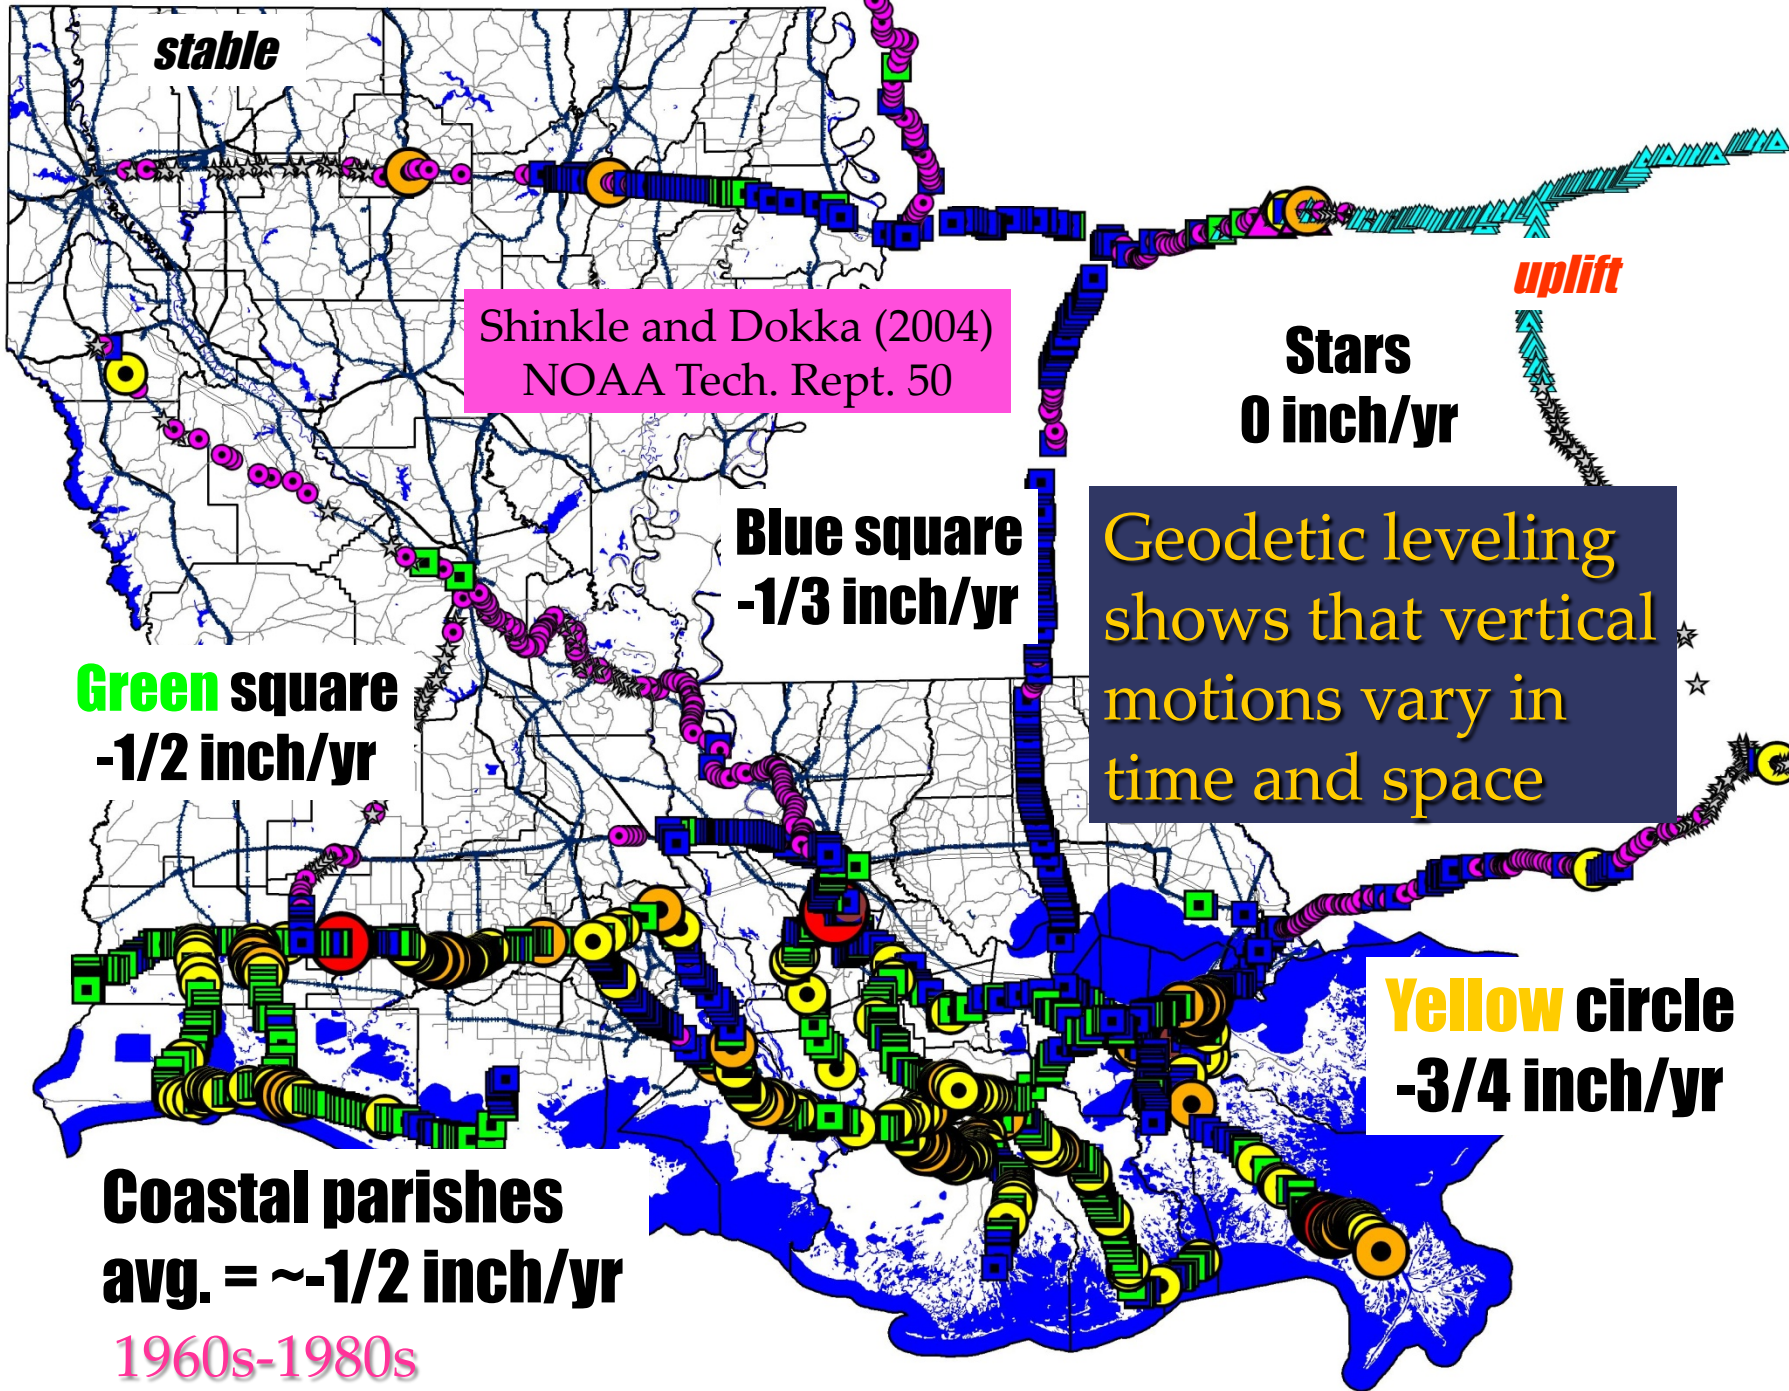 stable
uplift
Shinkle and Dokka (2004)
NOAA Tech. Rept. 50
Stars
0 inch/yr
Blue square
-1/3 inch/yr
Geodetic leveling
shows that vertical
motions vary in
time and space
Green square
-1/2 inch/yr
Yellow circle
-3/4 inch/yr
Coastal parishes
avg. = ~-1/2 inch/yr
1960s-1980s